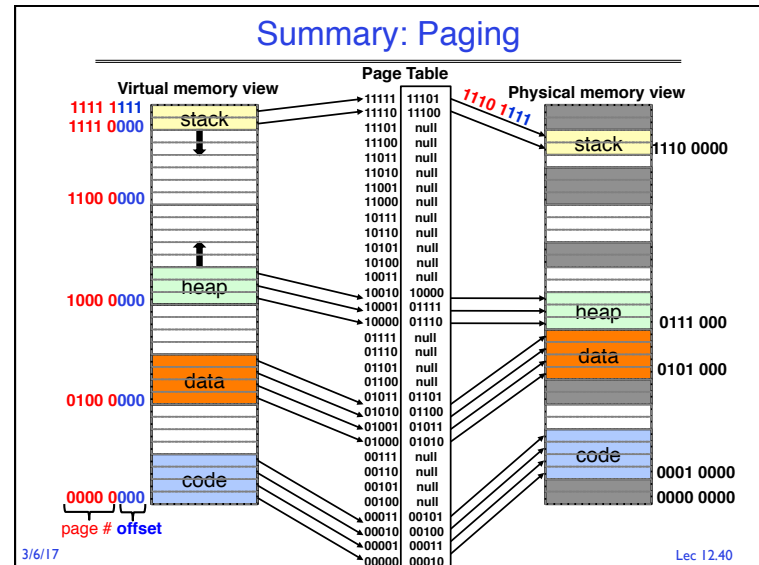 Summary: Paging
Virtual memory view
Page Table
Physical memory view
1111 1111
1111 0000
1100 0000
1000 0000
0100 0000
0000 0000
page # offset
stack
heap
data
code
11111 11101
11110 11100
11101 null
11100 null
11011 null
11010 null
11001 null
11000 null
10111 null
10110 null
10101 null
10100 null
10011 null
10010 10000
10001 01111
10000 01110
01111 null
01110 null
01101 null
01100 null
01011 01101
01010 01100
01001 01011
01000 01010
00111 null
00110 null
00101 null
00100 null
00011 00101
00010 00100
00001 00011
00000 00010
1110 1111
stack
1110 0000
heap
0111 000
data
0101 000
code
0001 0000
0000 0000
3/6/17
Lec 12.40